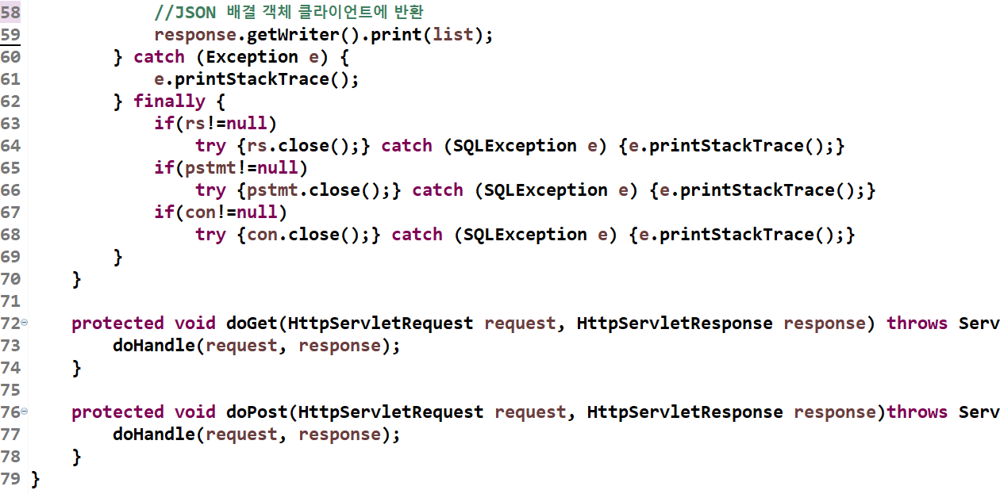 58 //JSON 배결 객체 클라이언트에 반환
59 response.getWriter().print(list);
60 } catch (Exception e) {
61 e.printStackTrace();
62 } finally {
63 if(rs!=null)
64 try {rs.close();} catch (SQLException e) {e.printStackTrace();}
65 if(pstmt!=null)
66 try {pstmt.close();} catch (SQLException e) {e.printStackTrace();}
67 if(con!=null)
68 try {con.close();} catch (SQLException e) {e.printStackTrace();}
69 }
70 }
71
72 protected void doGet(HttpServletRequest request, HttpServletResponse response) throws Serv
73 doHandle(request, response);
74 }
75
76 protected void doPost(HttpServletRequest request, HttpServletResponse response)throws Serv
77 doHandle(request, response);
78 }
79 }